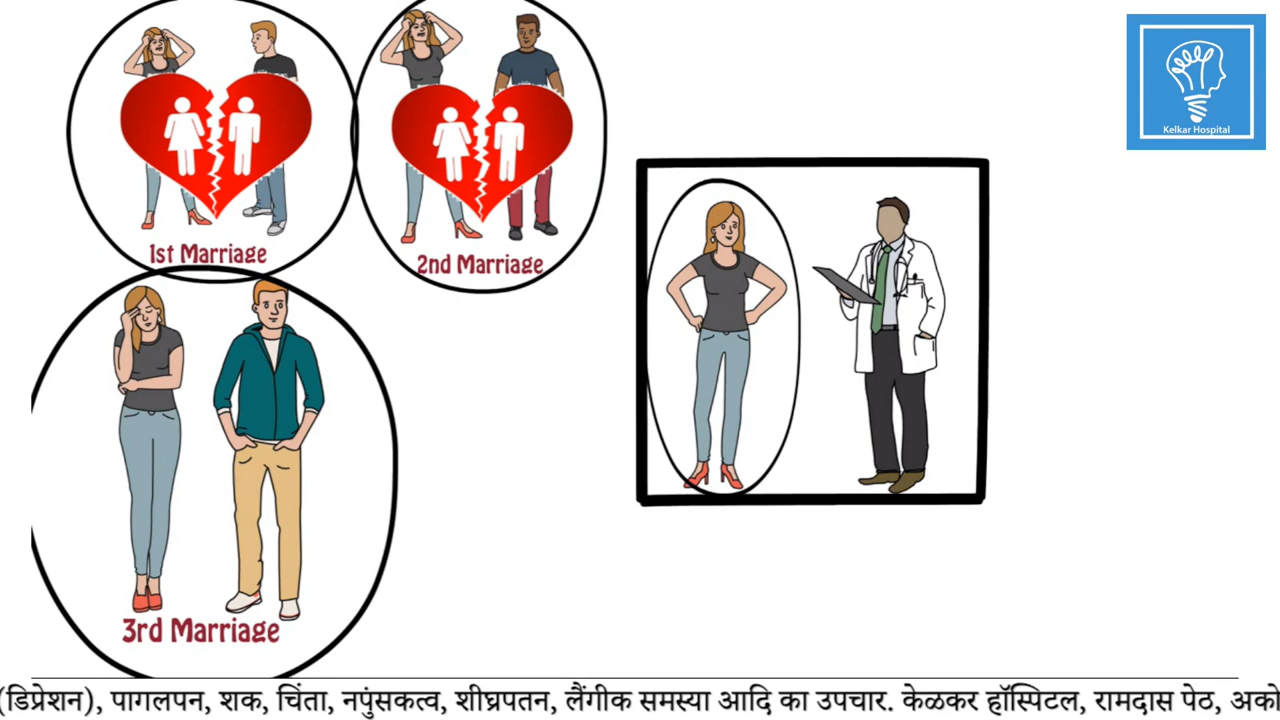 1st Marriage
2nd Marriage
Kelkar Hospital
3rd Marriage
(डिप्रेशन), पागलपन, शक, चिंता, नपुंसकत्व, शीघ्रपतन, लैंगीक समस्या आदि का उपचार. केळकर हॉस्पिटल, रामदास पेठ, अको